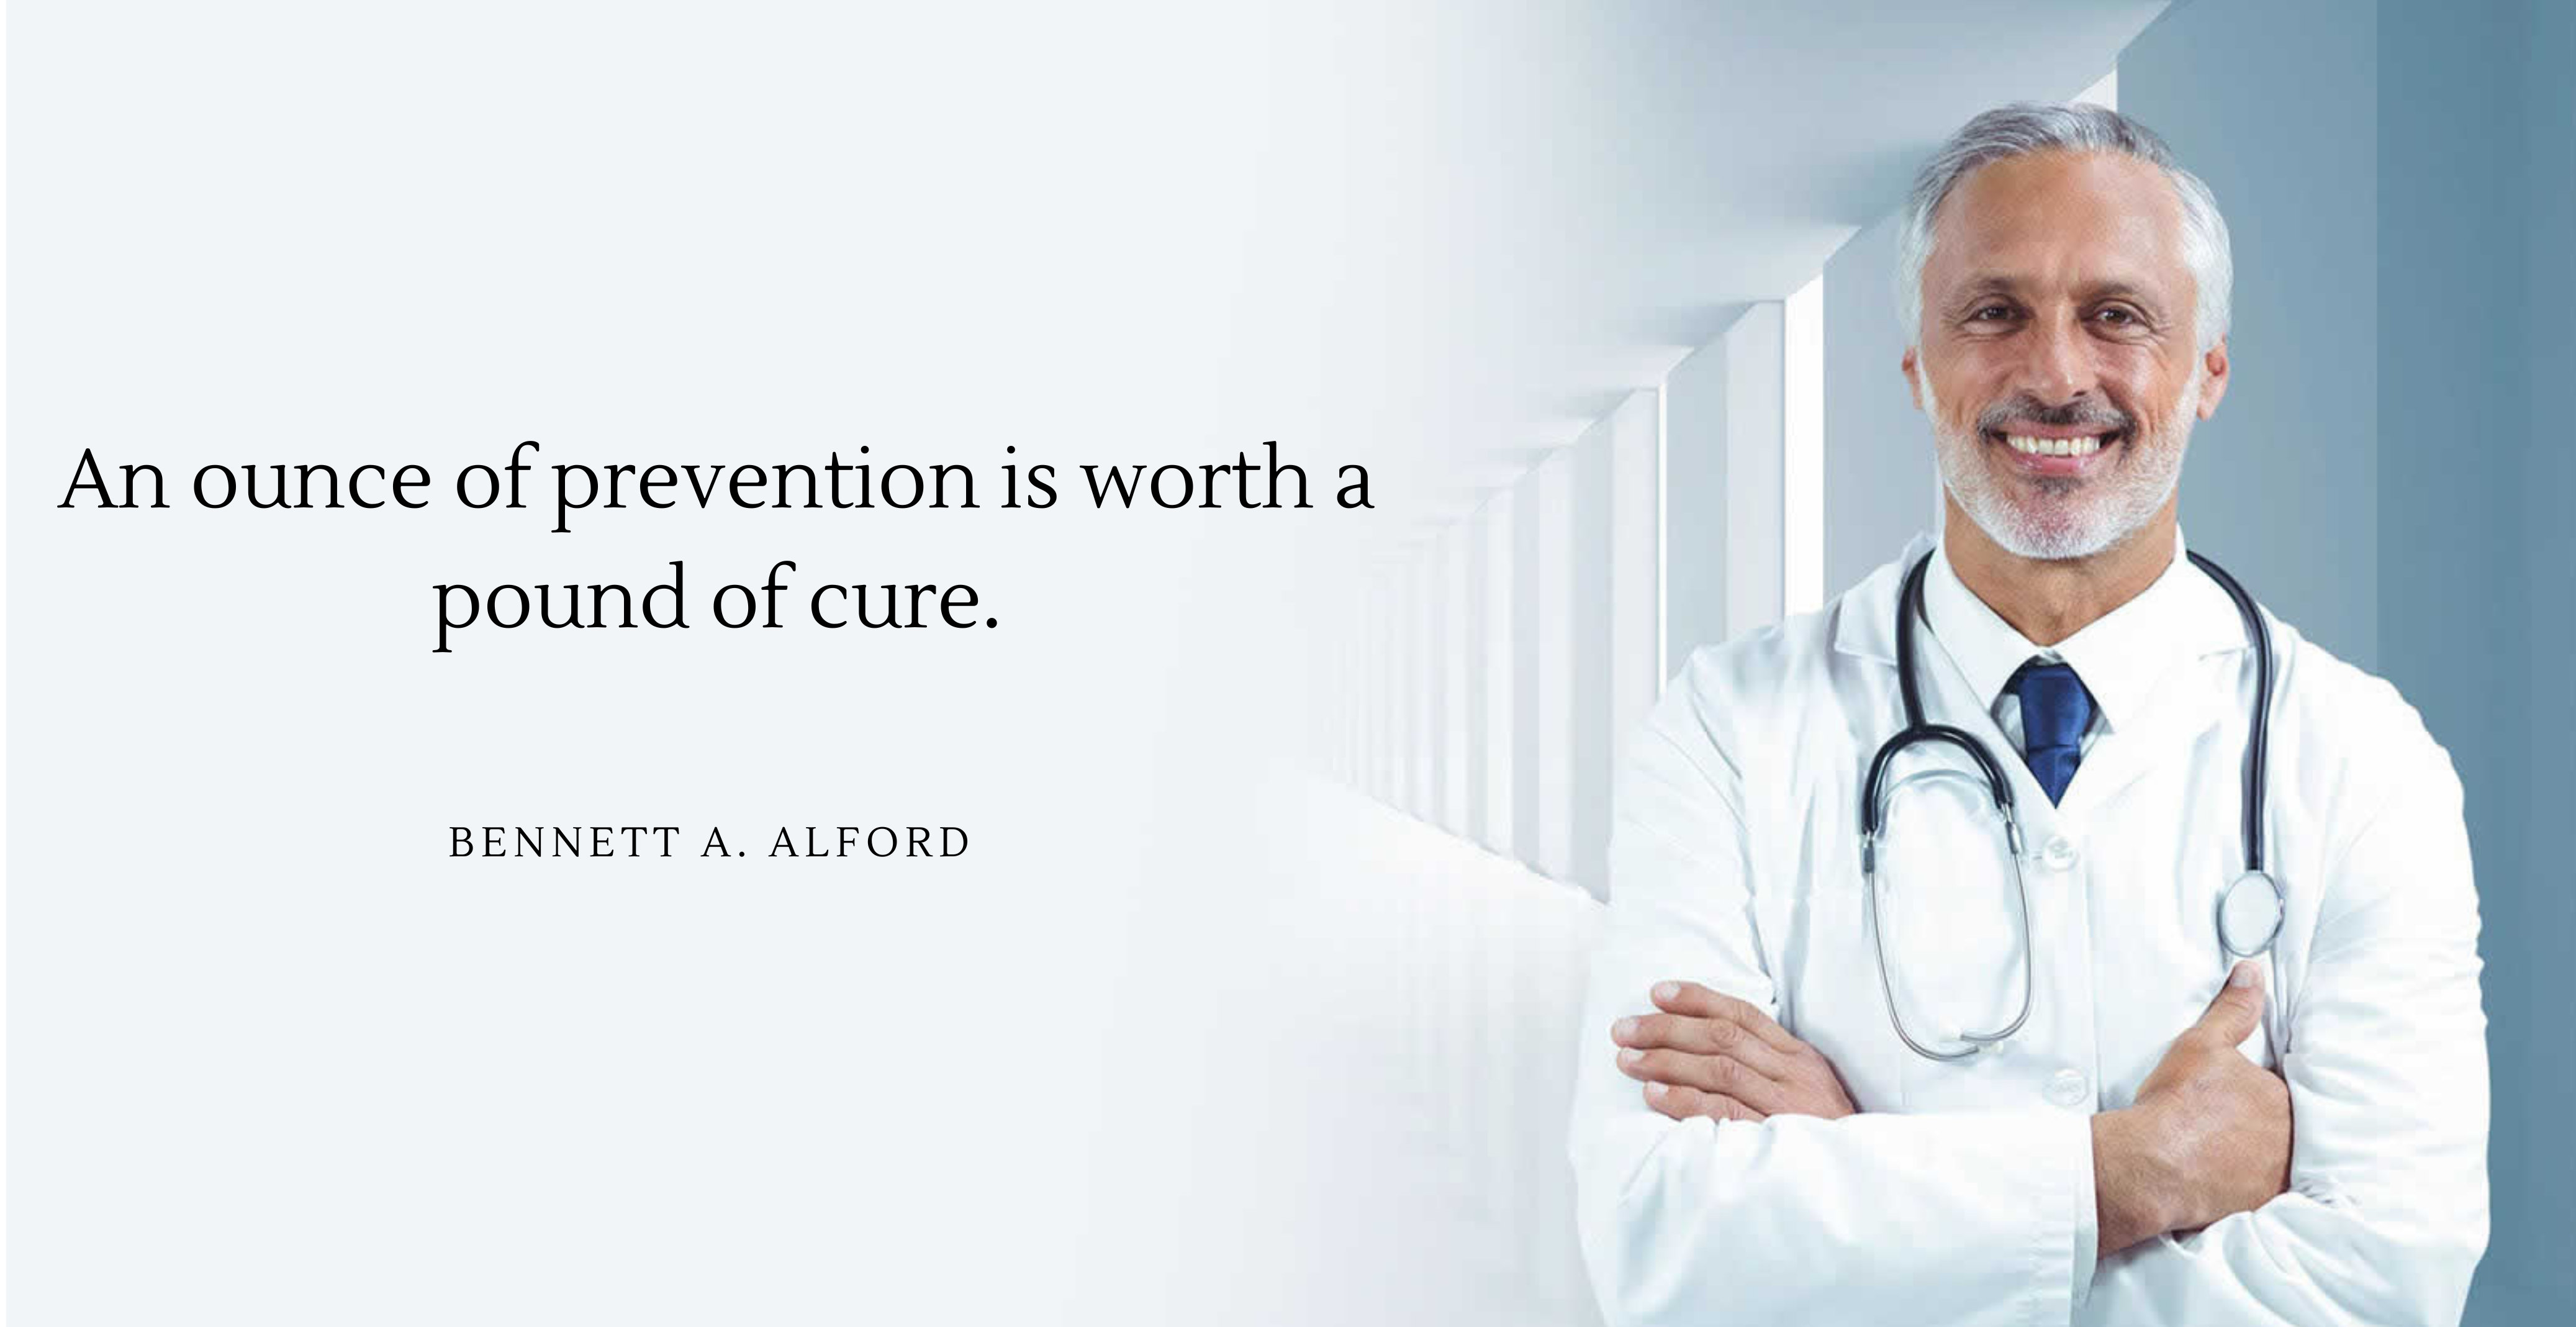 An ounce of prevention is worth a
pound of cure.
BENNETT A. ALFORD